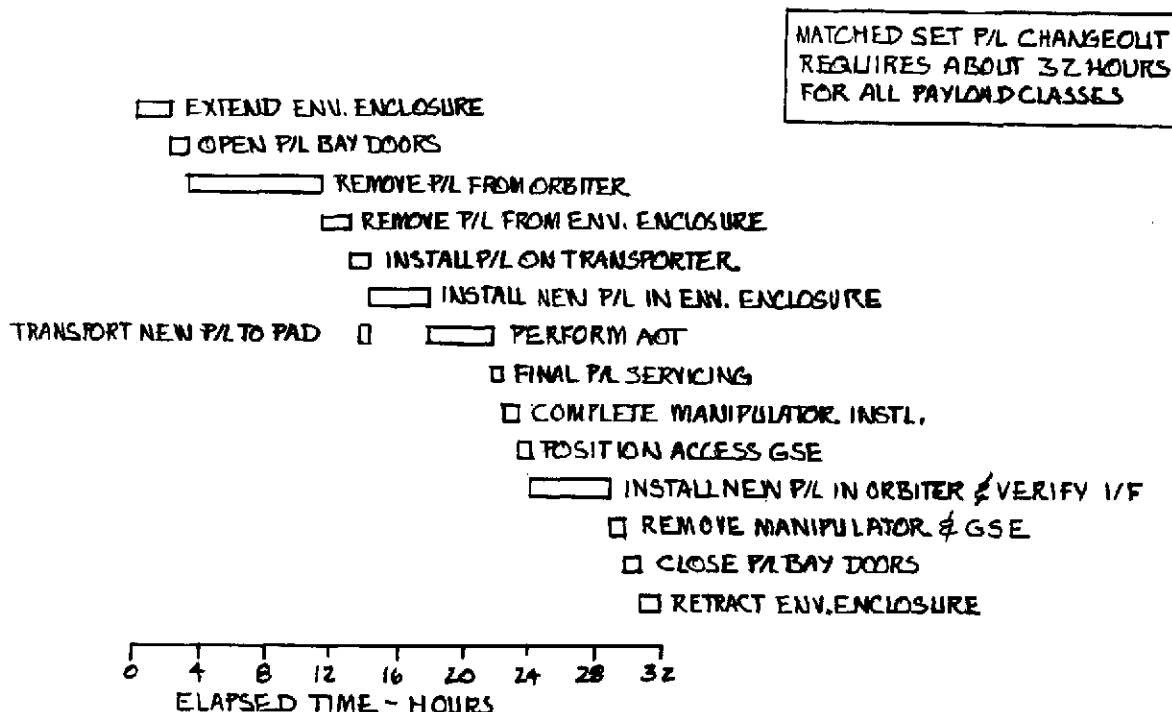 MATCHED SET P/L CHANGEOUT
REQUIRES ABOUT 32 HOURS
FOR ALL PAYLOAD CLASSES
EXTEND ENV. ENCLOSURE
OPEN P/L BAY DOORS
REMOVE P/L FROM ORBITER
REMOVE P/L FROM ENV. ENCLOSURE
INSTALL P/L ON TRANSPORTER
INSTALL NEW P/L IN ENV. ENCLOSURE
TRANSPORT NEW P/L TO PAD
PERFORM AOT
FINAL P/L SERVICING
COMPLETE MANIPULATOR INSTL.
POSITION ACCESS GSE
INSTALL NEW P/L IN ORBITER & VERIFY I/F
REMOVE MANIPULATOR & GSE
CLOSE P/L BAY DOORS
RETRACT ENV. ENCLOSURE
0 4 8 12 16 20 24 28 32
ELAPSED TIME ~ HOURS